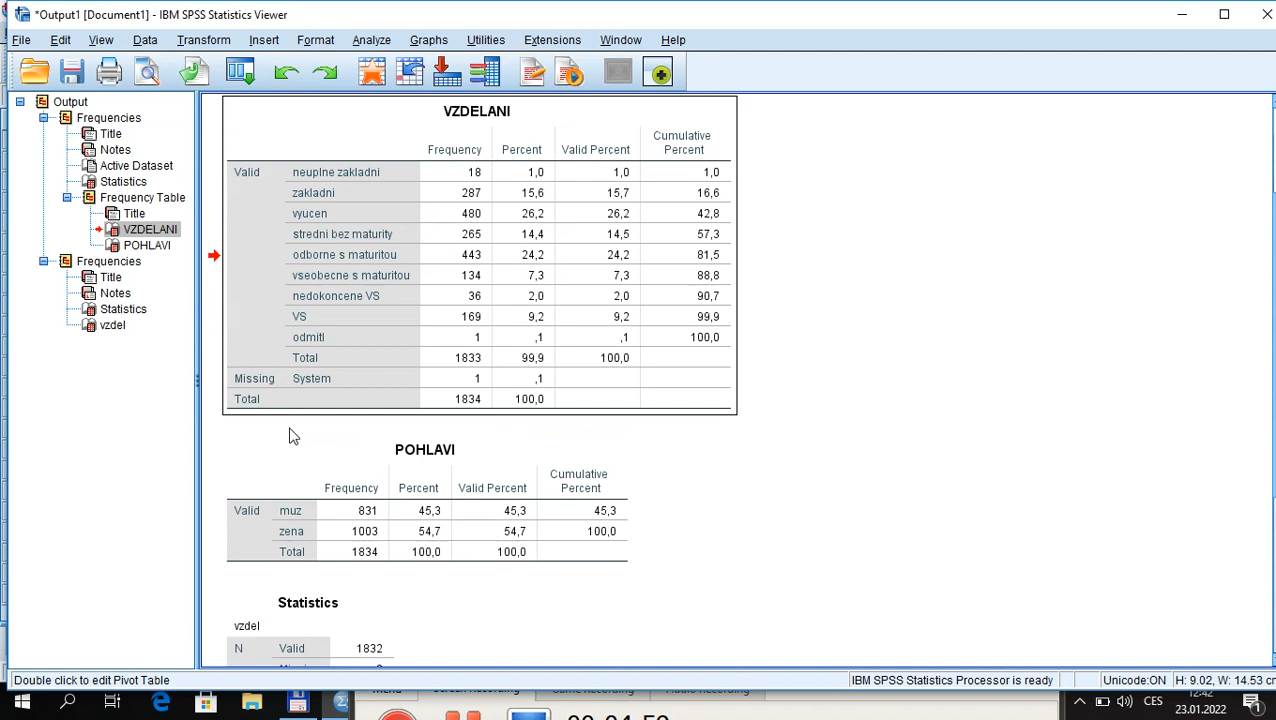 *Output1 [Document1] - IBM SPSS Statistics Viewer
File Edit View Data Transform Insert Format Analyze Graphs Utilities Extensions Window Help
Output
Frequencies
Title
Notes
Active Dataset
Statistics
Frequency Table
Title
VZDELANI
POHLAVI
Frequencies
Title
Notes
Statistics
vzdel
VZDELANI
Frequency Percent Valid Percent Cumulative Percent
Valid neuplne zakladni 18 1,0 1,0 1,0
zakladni 287 15,6 15,7 16,6
vyucen 480 26,2 26,2 42,8
stredni bez maturity 265 14,4 14,5 57,3
odborne s maturitou 443 24,2 24,2 81,5
vseobecne s maturitou 134 7,3 7,3 88,8
nedokoncene VS 36 2,0 2,0 90,7
VS 169 9,2 9,2 99,9
odmitl 1 ,1 ,1 100,0
Total 1833 99,9 100,0
Missing System 1 ,1
Total 1834 100,0
POHLAVI
Frequency Percent Valid Percent Cumulative Percent
Valid muz 831 45,3 45,3 45,3
zena 1003 54,7 54,7 100,0
Total 1834 100,0 100,0
Statistics
vzdel
N Valid 1832
Double click to edit Pivot Table
IBM SPSS Statistics Processor is ready
Unicode:ON H: 9.02, W: 14.53 cm
CES
12:42
23.01.2022